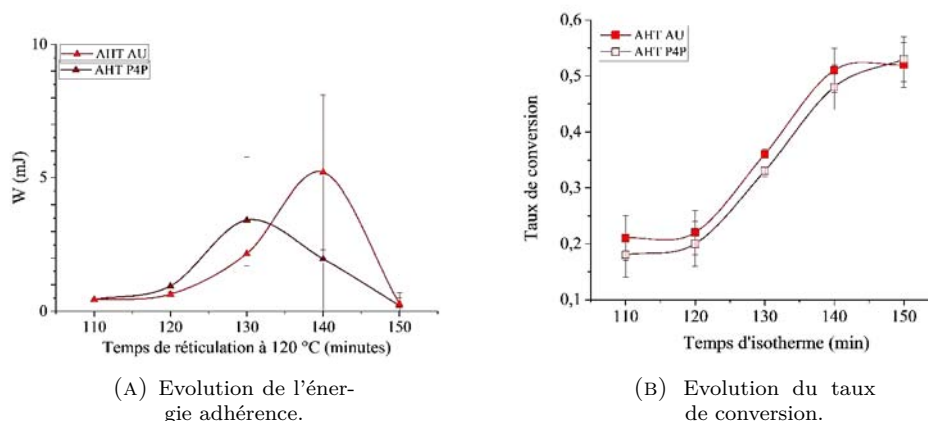 10
AHT AU
AHT P4P
5
0
W (mJ)
110 120 130 140 150
Temps de réticulation à 120 °C (minutes)
(A) Evolution de l'éner-
gie adhérence.
0,6
AHT AU
AHT P4P
0,5
0,4
0,3
0,2
0,1
Taux de conversion
110 120 130 140 150
Temps d'isotherme (min)
(B) Evolution du taux
de conversion.